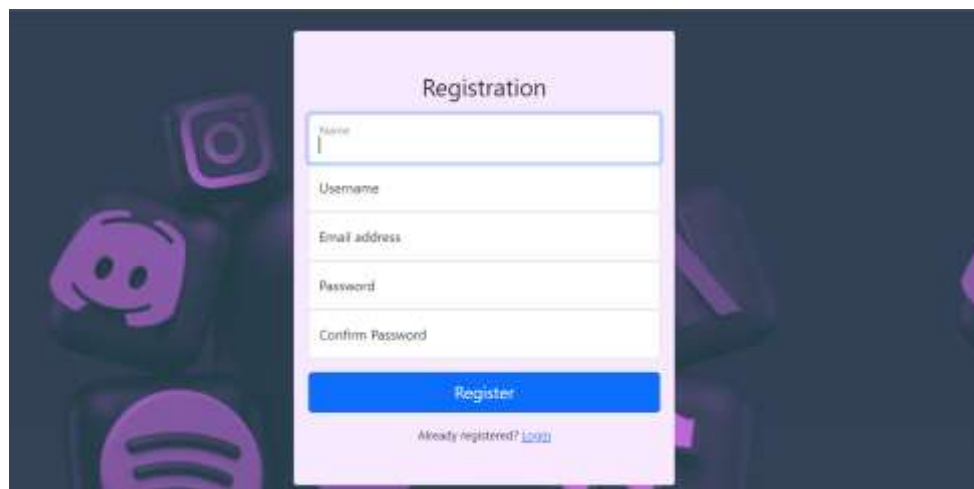 Registration
Name
Username
Email address
Password
Confirm Password
Register
Already registered? Login